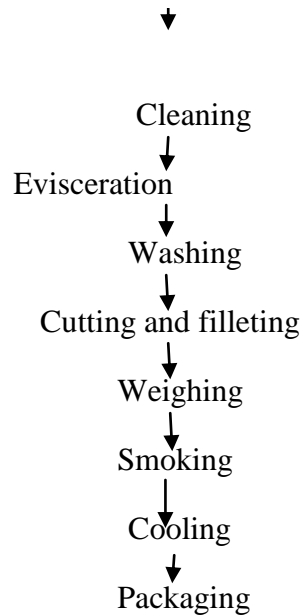 Cleaning
Evisceration
Washing
Cutting and filleting
Weighing
Smoking
Cooling
Packaging